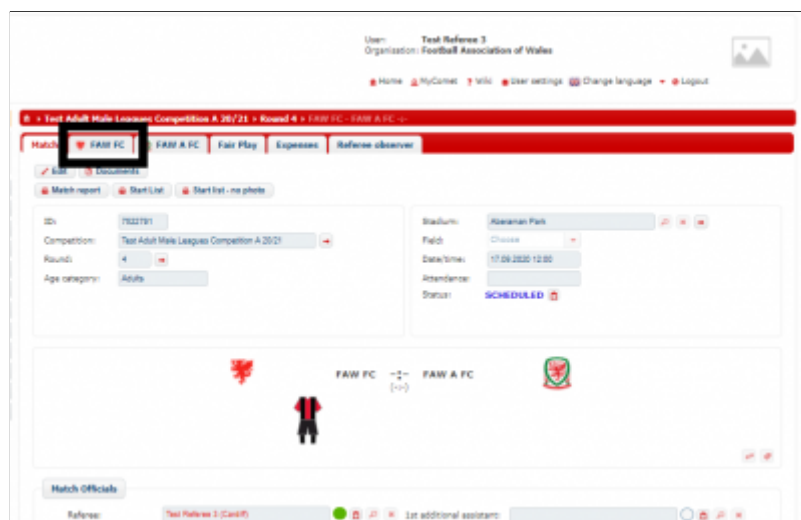 User: Test Referee 3
Organisation: Football Association of Wales
Home MyComet ? Wiki User settings Change language Logout
> Test Adult Male Leagues Competition A 20/21 > Round 4 > FAW FC - FAW A FC -:-
Match FAW FC FAW A FC Fair Play Expenses Referee observer
Edit Documents
Match report Start List Start list - no photo
ID: 7022791 Stadium: Aberaman Park
Competition: Test Adult Male Leagues Competition A 20/21 Field: Choose
Round: 4 Date/time: 17.09.2020 12:00
Age category: Adults Attendance:
Status: SCHEDULED
FAW FC -:- FAW A FC
(-:-)
Match Officials
Referee: Test Referee 3 (Cardiff) 1st additional assistant: